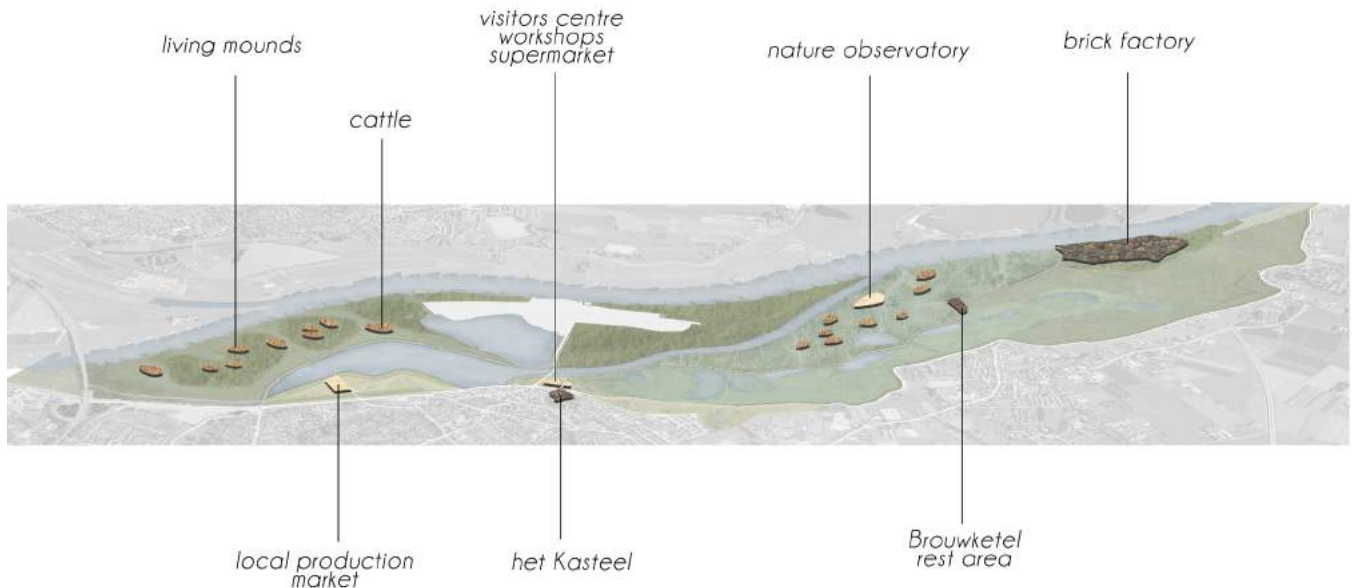 visitors centre
workshops
supermarket
living mounds
nature observatory
brick factory
cattle
local production
market
het Kasteel
Brouwketel
rest area